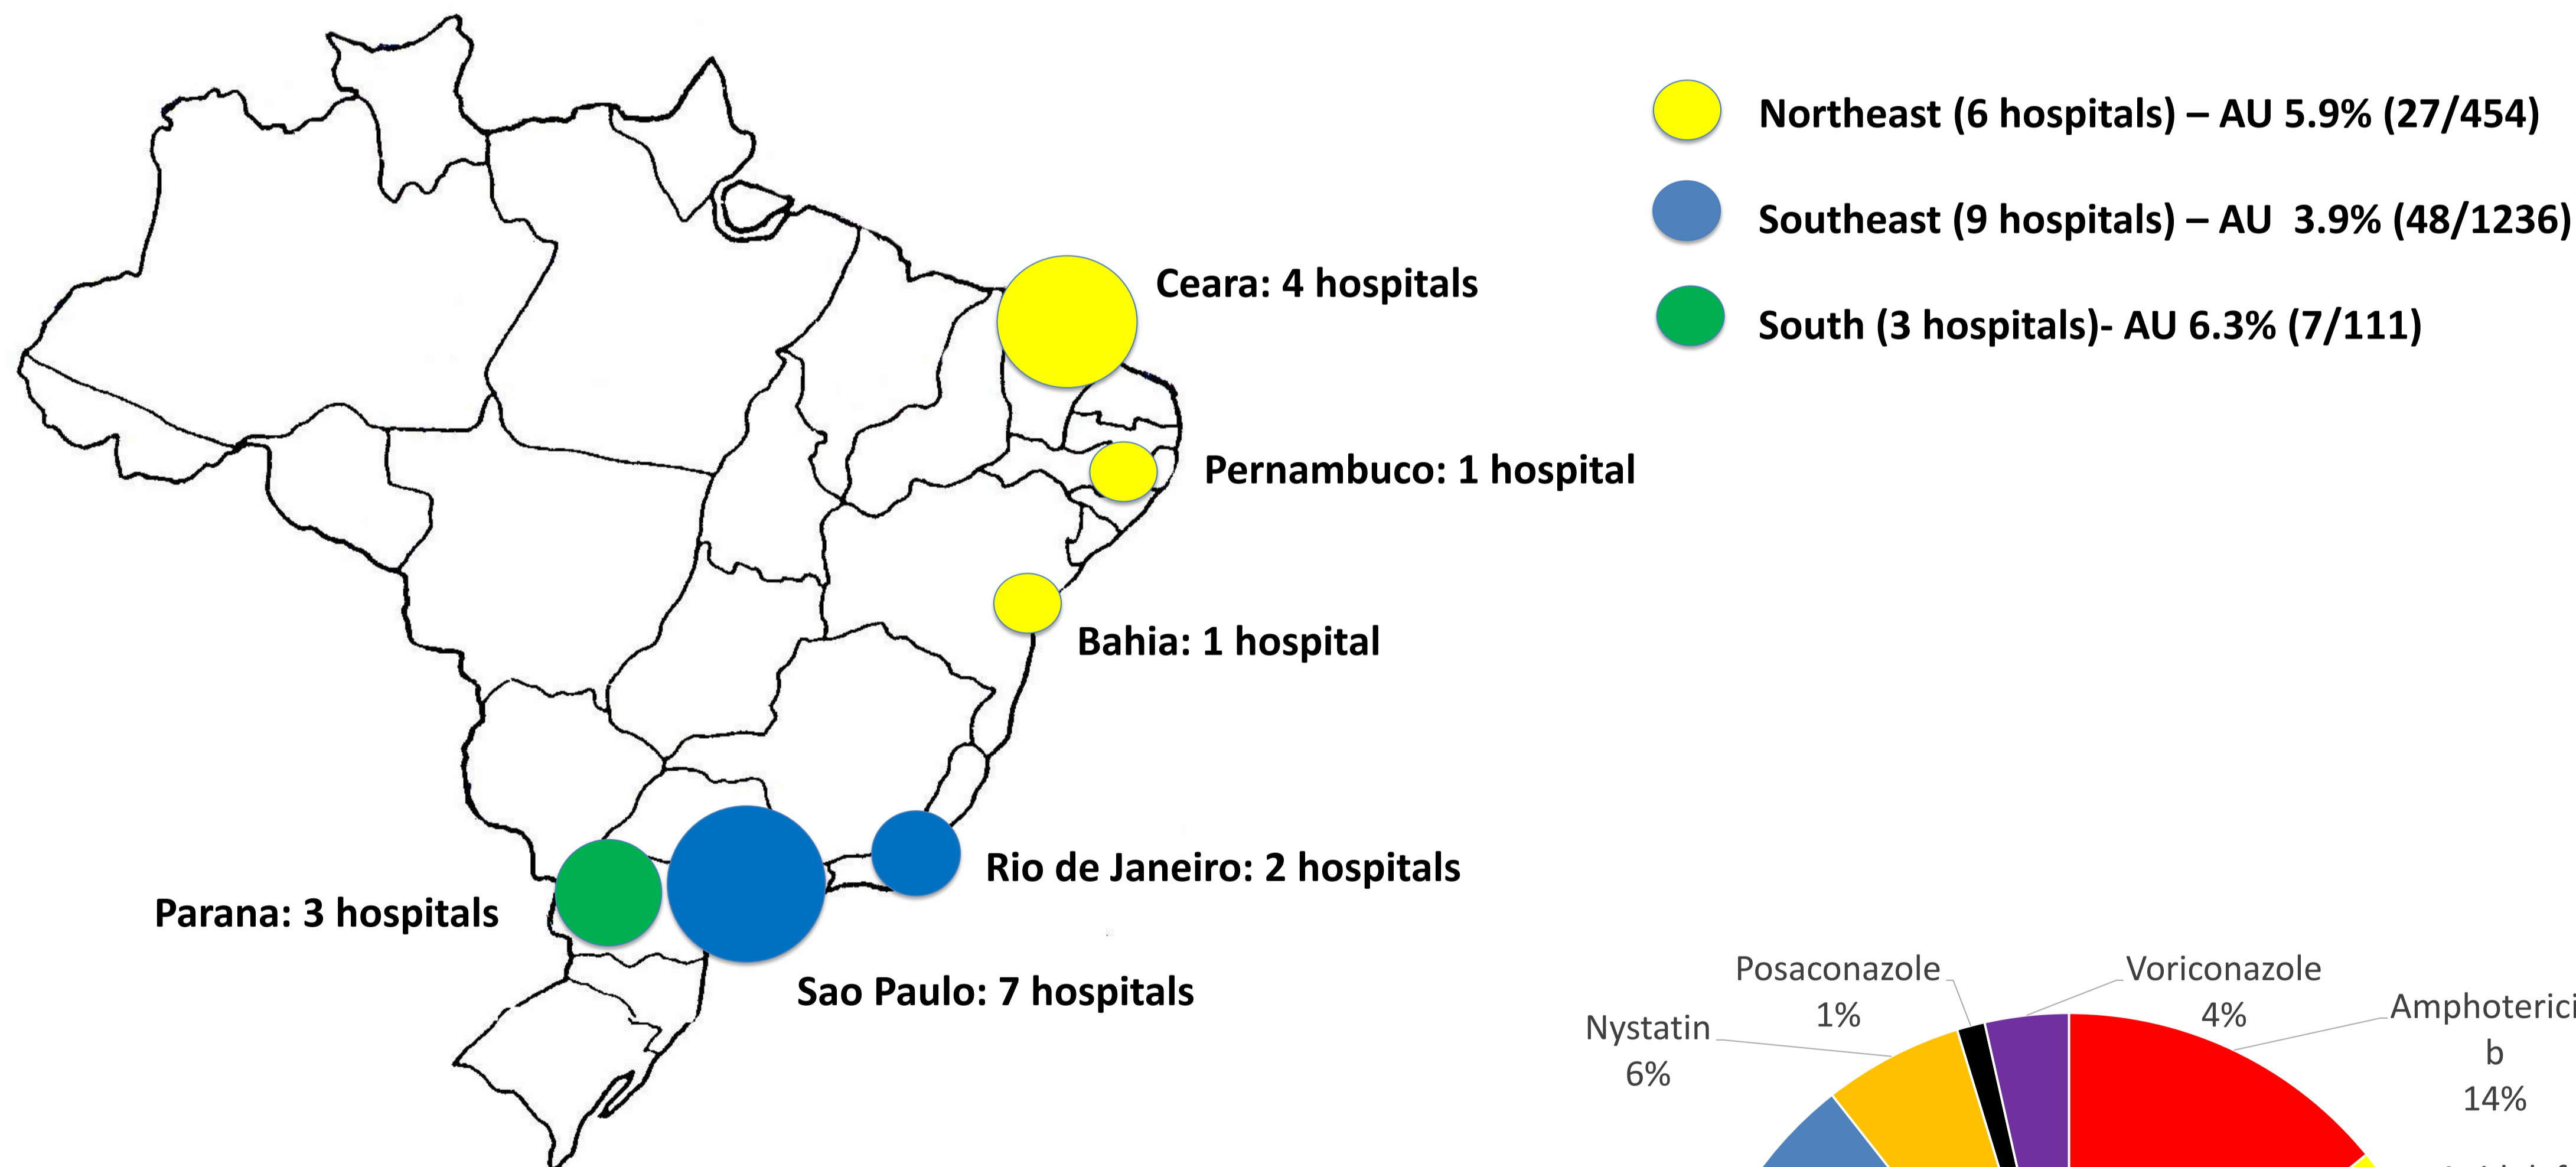 Northeast (6 hospitals) – AU 5.9% (27/454)
Southeast (9 hospitals) – AU  3.9% (48/1236)
South (3 hospitals)- AU 6.3% (7/111)
Ceara: 4 hospitals
Pernambuco: 1 hospital
Bahia: 1 hospital
Rio de Janeiro: 2 hospitals
Parana: 3 hospitals
Sao Paulo: 7 hospitals
Posaconazole
1%
Voriconazole
4%
Nystatin
6%
Amphoterici
b
14%